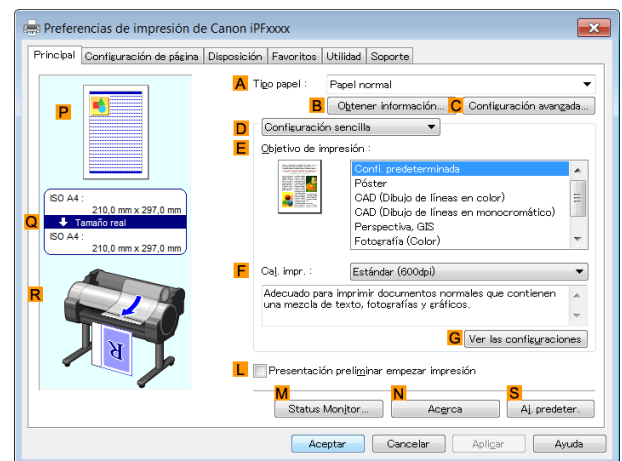 Preferencias de impresión de Canon iPFxxxx
Principal Configuración de página Disposición Favoritos Utilidad Soporte
P
ISO A4 :
210,0 mm x 297,0 mm
Q Tamaño real
ISO A4 :
210,0 mm x 297,0 mm
R
A Tipo papel : Papel normal
B Obtener información... C Configuración avanzada...
D Configuración sencilla
E Objetivo de impresión :
Confi. predeterminada
Póster
CAD (Dibujo de líneas en color)
CAD (Dibujo de líneas en monocromático)
Perspectiva, GIS
Fotografía (Color)
F Cal. impr. : Estándar (600dpi)
Adecuado para imprimir documentos normales que contienen
una mezcla de texto, fotografías y gráficos.
G Ver las configuraciones
L Presentación preliminar empezar impresión
M N S
Status Monitor... Acerca Aj. predeter.
Aceptar Cancelar Aplicar Ayuda